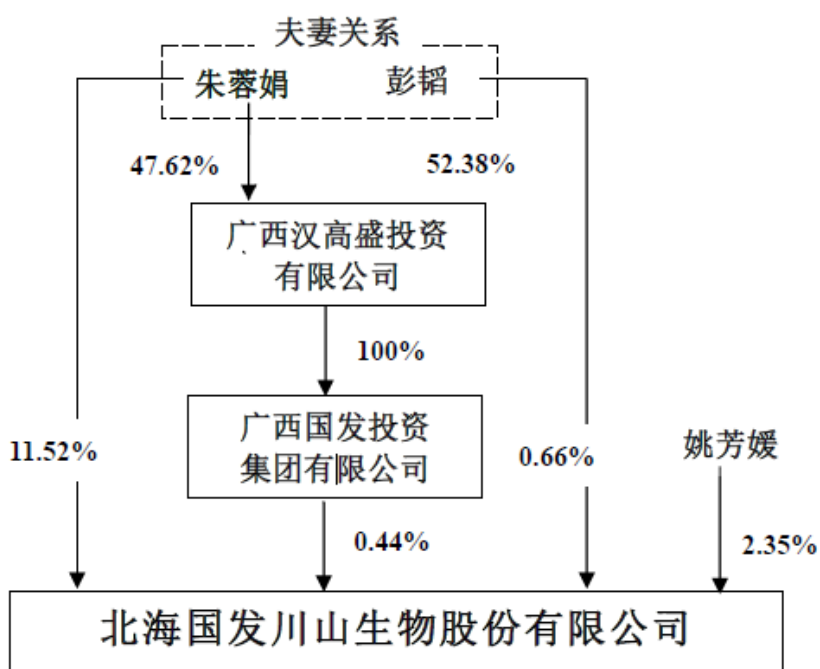 夫妻关系
朱蓉娟
彭韬
47.62%
52.38%
广西汉高盛投资
有限公司
100%
广西国发投资
集团有限公司
11.52%
0.66%
姚芳媛
0.44%
2.35%
北海国发川山生物股份有限公司